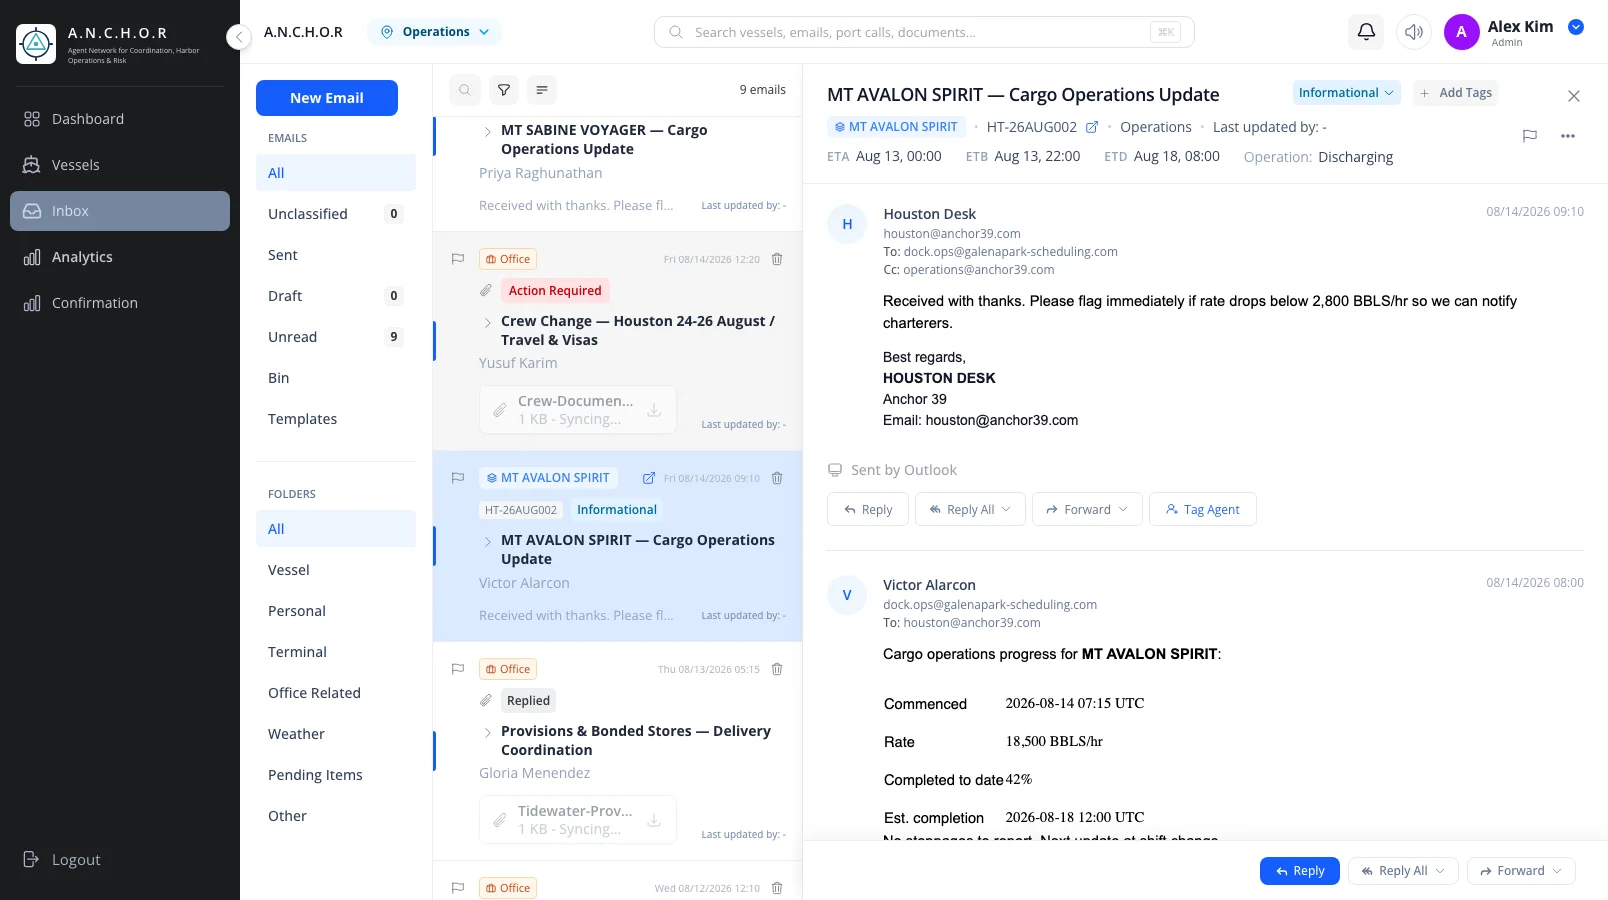 A.N.C.H.O.R
Agent Network for Coordination, Harbor
Operations & Risk
Dashboard
Vessels
Inbox
Analytics
Confirmation
Logout
A.N.C.H.O.R
Operations
Search vessels, emails, port calls, documents...
⌘K
A
Alex Kim
Admin
New Email
EMAILS
All
Unclassified 0
Sent
Draft 0
Unread 9
Bin
Templates
FOLDERS
All
Vessel
Personal
Terminal
Office Related
Weather
Pending Items
Other
9 emails
MT SABINE VOYAGER — Cargo
Operations Update
Priya Raghunathan
Received with thanks. Please fl... Last updated by: -
Office Fri 08/14/2026 12:20
Action Required
Crew Change — Houston 24-26 August /
Travel & Visas
Yusuf Karim
Crew-Documen...
1 KB - Syncing...
Last updated by: -
MT AVALON SPIRIT Fri 08/14/2026 09:10
HT-26AUG002 Informational
MT AVALON SPIRIT — Cargo Operations
Update
Victor Alarcon
Received with thanks. Please fl... Last updated by: -
Office Thu 08/13/2026 05:15
Replied
Provisions & Bonded Stores — Delivery
Coordination
Gloria Menendez
Tidewater-Prov...
1 KB - Syncing...
Last updated by: -
Office Wed 08/12/2026 12:10
MT AVALON SPIRIT — Cargo Operations Update
Informational + Add Tags
MT AVALON SPIRIT · HT-26AUG002 · Operations · Last updated by: -
ETA Aug 13, 00:00 ETB Aug 13, 22:00 ETD Aug 18, 08:00 Operation: Discharging
H
Houston Desk 08/14/2026 09:10
houston@anchor39.com
To: dock.ops@galenapark-scheduling.com
Cc: operations@anchor39.com
Received with thanks. Please flag immediately if rate drops below 2,800 BBLS/hr so we can notify
charterers.
Best regards,
HOUSTON DESK
Anchor 39
Email: houston@anchor39.com
Sent by Outlook
Reply Reply All Forward Tag Agent
V
Victor Alarcon 08/14/2026 08:00
dock.ops@galenapark-scheduling.com
To: houston@anchor39.com
Cargo operations progress for MT AVALON SPIRIT:
Commenced 2026-08-14 07:15 UTC
Rate 18,500 BBLS/hr
Completed to date 42%
Est. completion 2026-08-18 12:00 UTC
No stoppages to report. Next update at shift change.
Reply Reply All Forward